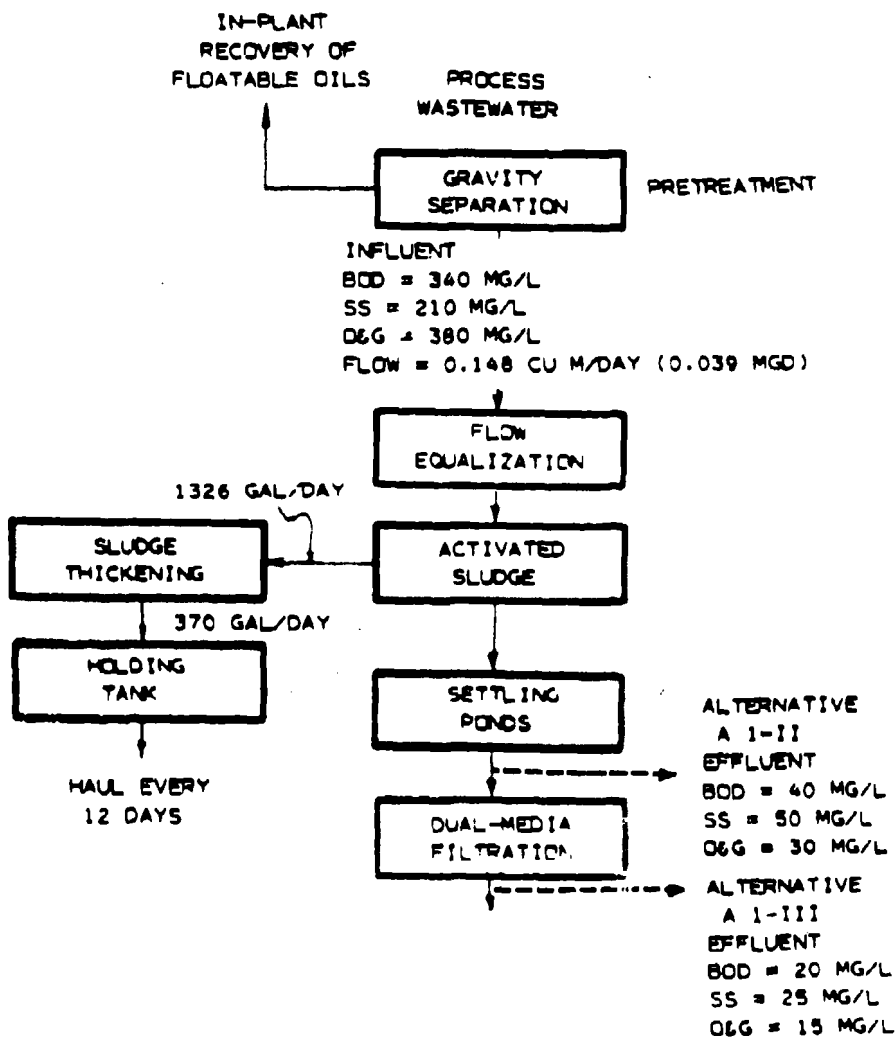 IN-PLANT
RECOVERY OF
FLOATABLE OILS
PROCESS
WASTEWATER
GRAVITY
SEPARATION
PRETREATMENT
INFLUENT
BOD = 340 MG/L
SS = 210 MG/L
O&G = 380 MG/L
FLOW = 0.148 CU M/DAY (0.039 MGD)
FLOW
EQUALIZATION
1326 GAL/DAY
SLUDGE
THICKENING
ACTIVATED
SLUDGE
370 GAL/DAY
HOLDING
TANK
SETTLING
PONDS
HAUL EVERY
12 DAYS
ALTERNATIVE
A 1-II
EFFLUENT
BOD = 40 MG/L
SS = 50 MG/L
O&G = 30 MG/L
DUAL-MEDIA
FILTRATION
ALTERNATIVE
A 1-III
EFFLUENT
BOD = 20 MG/L
SS = 25 MG/L
O&G = 15 MG/L